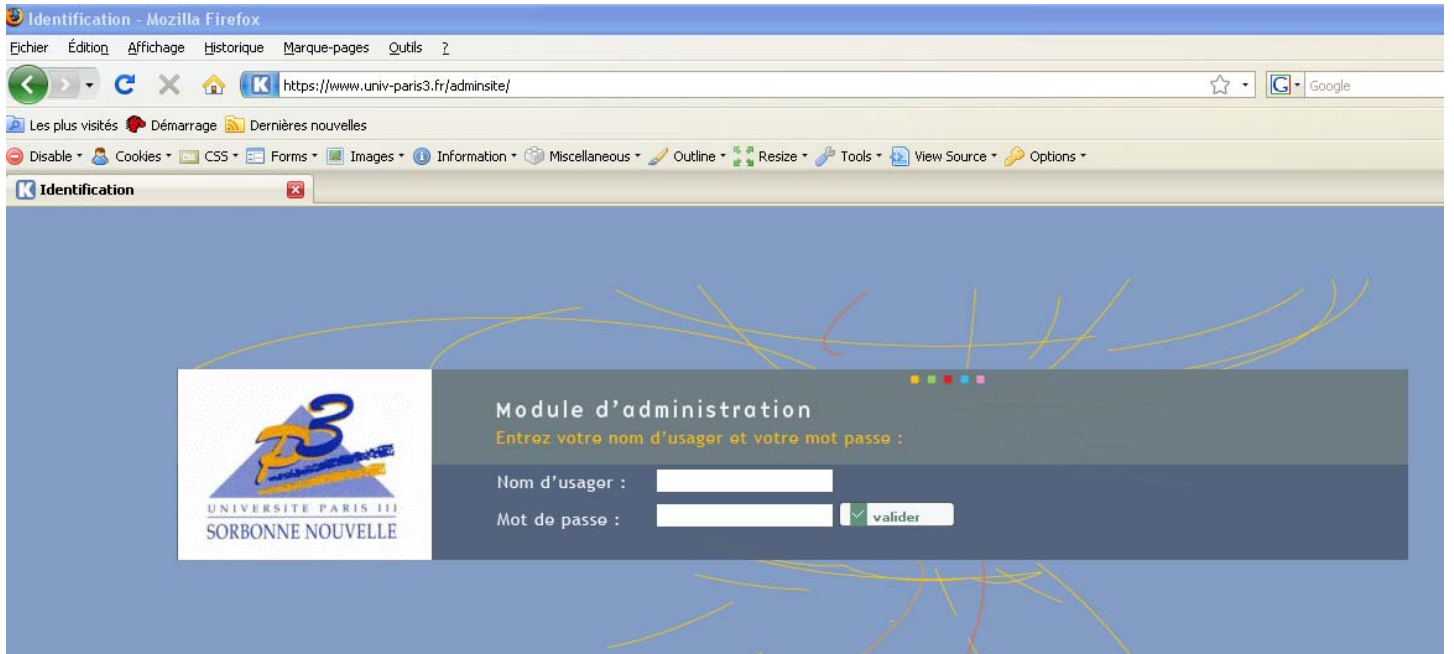 Identification - Mozilla Firefox
Fichier Édition Affichage Historique Marque-pages Outils ?
https://www.univ-paris3.fr/adminsite/ Google
Les plus visités Démarrage Dernières nouvelles
Disable Cookies CSS Forms Images Information Miscellaneous Outline Resize Tools View Source Options
Identification
Module d'administration
Entrez votre nom d'usager et votre mot passe :
Nom d'usager :
Mot de passe : valider
P3
UNIVERSITE PARIS III
SORBONNE NOUVELLE